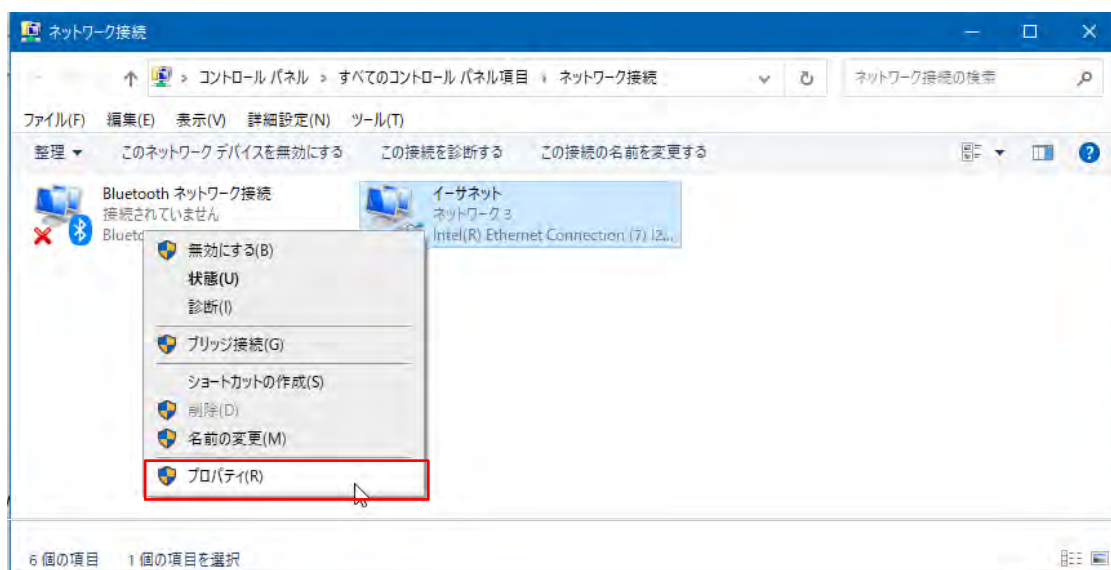 ネットワーク接続
コントロール パネル > すべてのコントロール パネル項目 > ネットワーク接続
ネットワーク接続の検索
ファイル(F) 編集(E) 表示(V) 詳細設定(N) ツール(T)
整理 このネットワーク デバイスを無効にする この接続を診断する この接続の名前を変更する
Bluetooth ネットワーク接続
接続されていません
イーサネット
ネットワーク 3
Intel(R) Ethernet Connection (7) I2...
無効にする(B)
状態(U)
診断(I)
ブリッジ接続(G)
ショートカットの作成(S)
削除(D)
名前の変更(M)
プロパティ(R)
6 個の項目 1 個の項目を選択